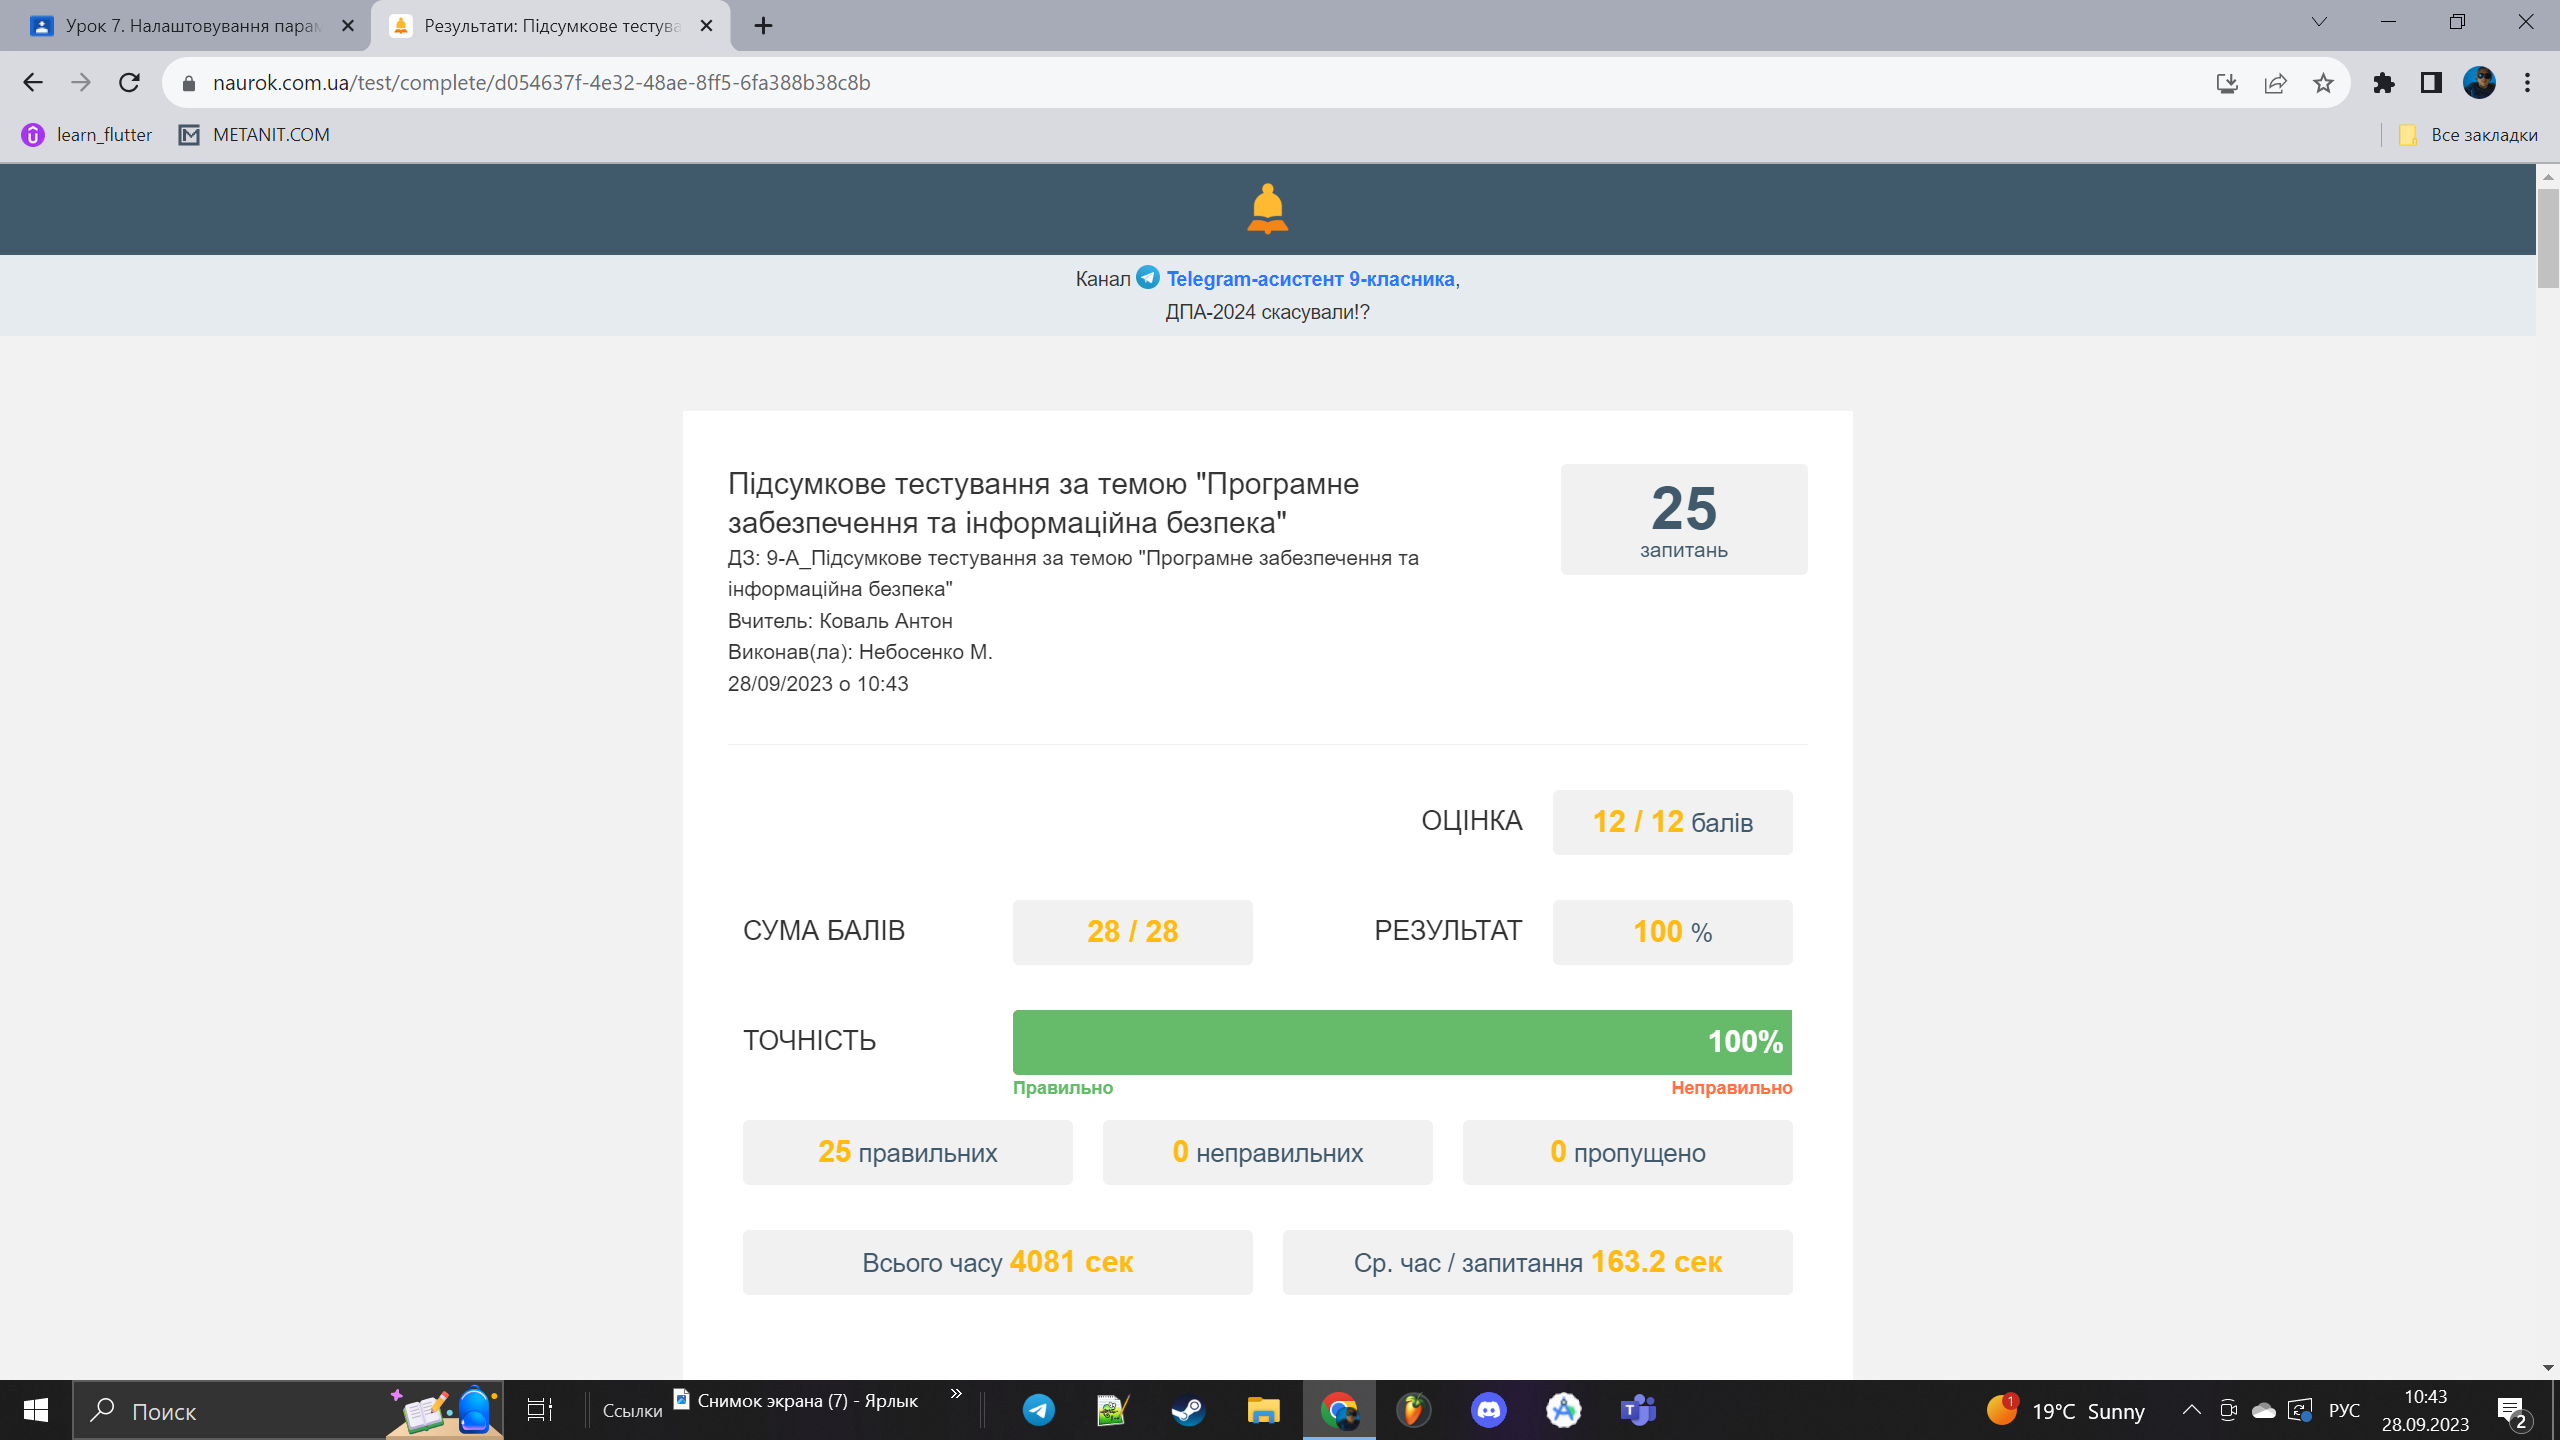 Урок 7. Налаштовування парам
Результати: Підсумкове тестува
naurok.com.ua/test/complete/d054637f-4e32-48ae-8ff5-6fa388b38c8b
learn_flutter
METANIT.COM
Все закладки
Канал Telegram-асистент 9-класника,
ДПА-2024 скасували!?
Підсумкове тестування за темою "Програмне
забезпечення та інформаційна безпека"
25
запитань
ДЗ: 9-А_Підсумкове тестування за темою "Програмне забезпечення та
інформаційна безпека"
Вчитель: Коваль Антон
Виконав(ла): Небосенко М.
28/09/2023 о 10:43
ОЦІНКА 12 / 12 балів
СУМА БАЛІВ 28 / 28 РЕЗУЛЬТАТ 100 %
ТОЧНІСТЬ 100%
Правильно Неправильно
25 правильних 0 неправильних 0 пропущено
Всього часу 4081 сек Ср. час / запитання 163.2 сек
Поиск
Ссылки
Снимок экрана (7) - Ярлык
1
19°C Sunny
РУС
10:43
28.09.2023
2